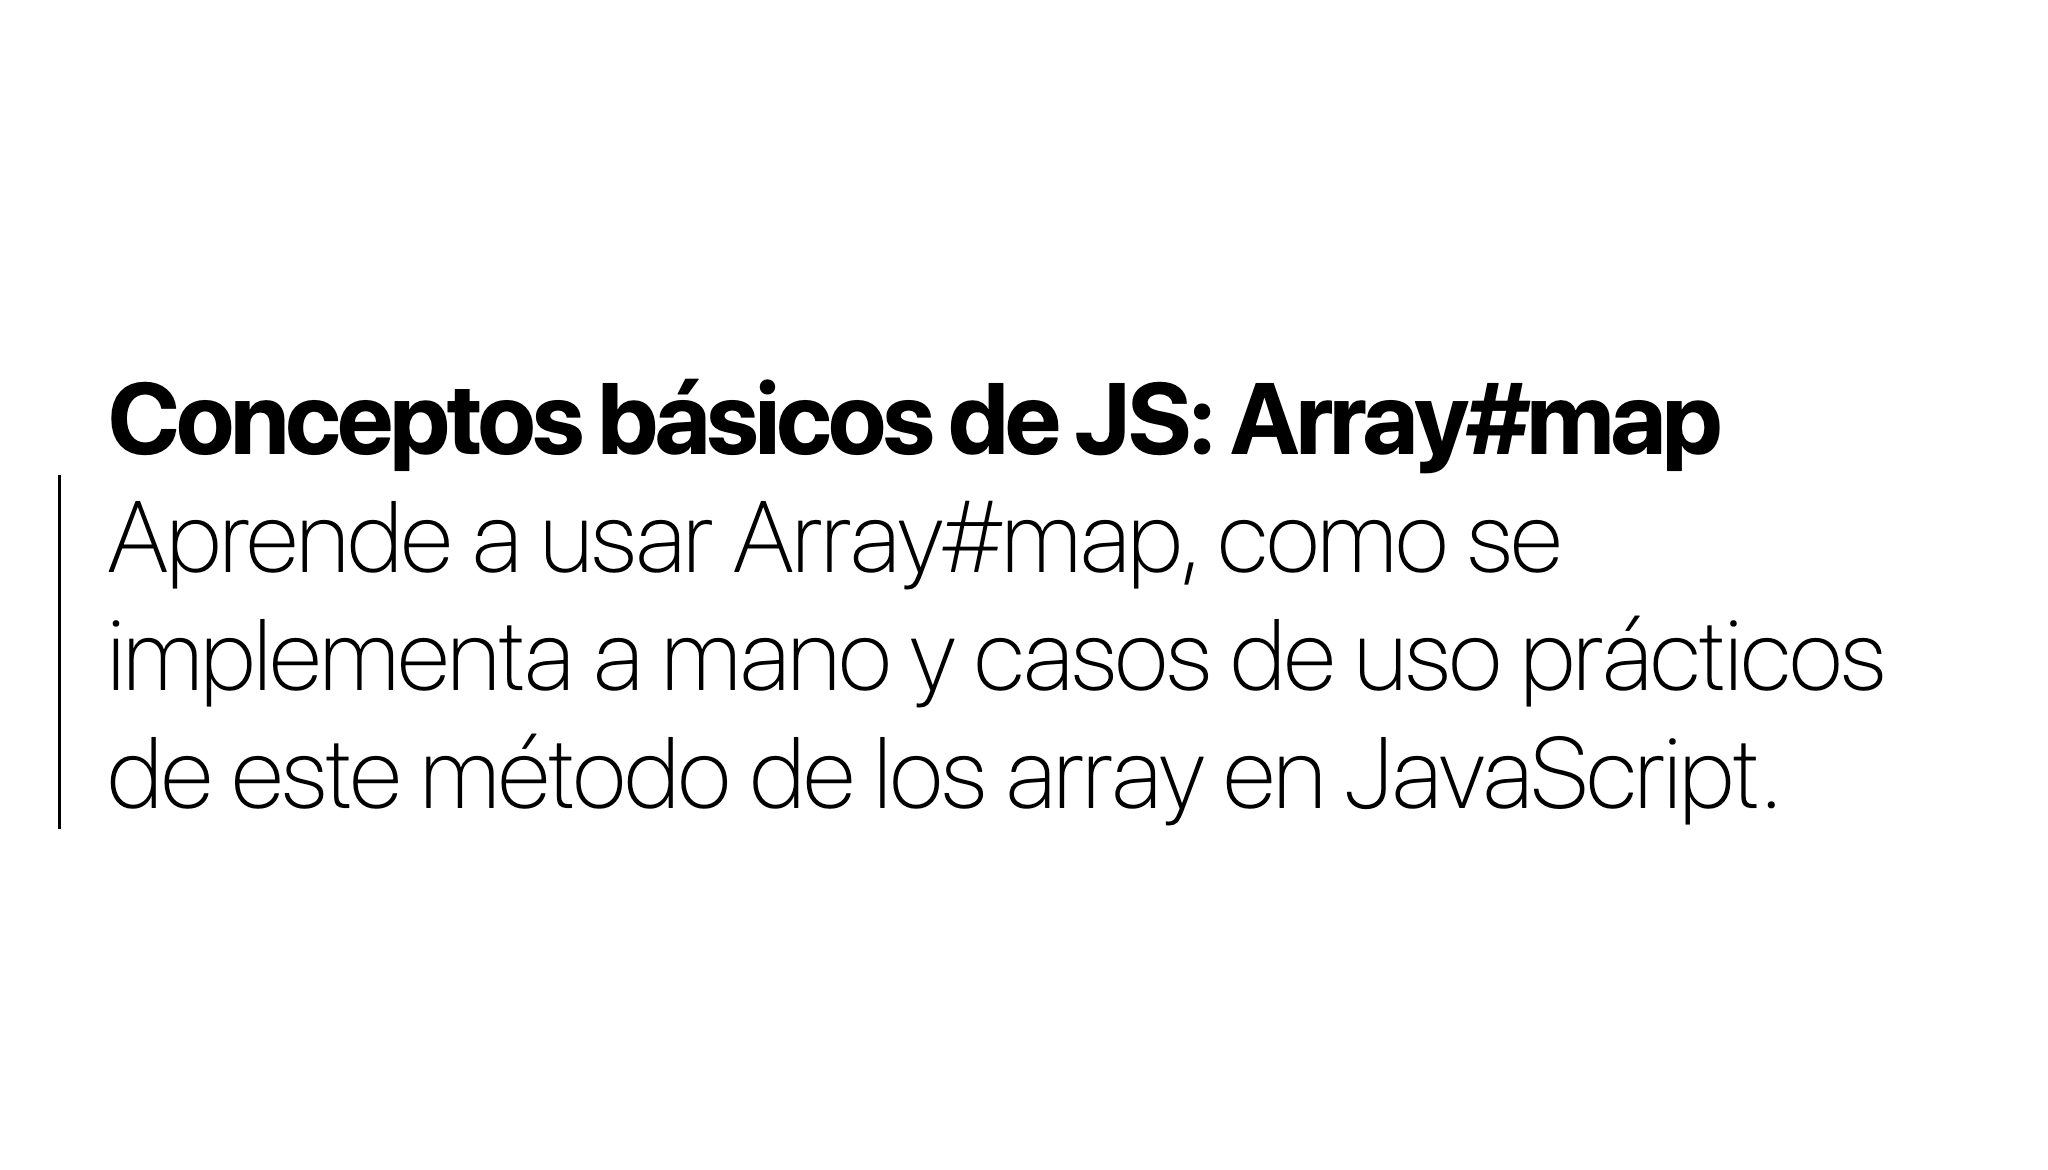 Conceptos básicos de JS: Array#map
Aprende a usar Array#map, como se
implementa a mano y casos de uso prácticos
de este método de los array en JavaScript.